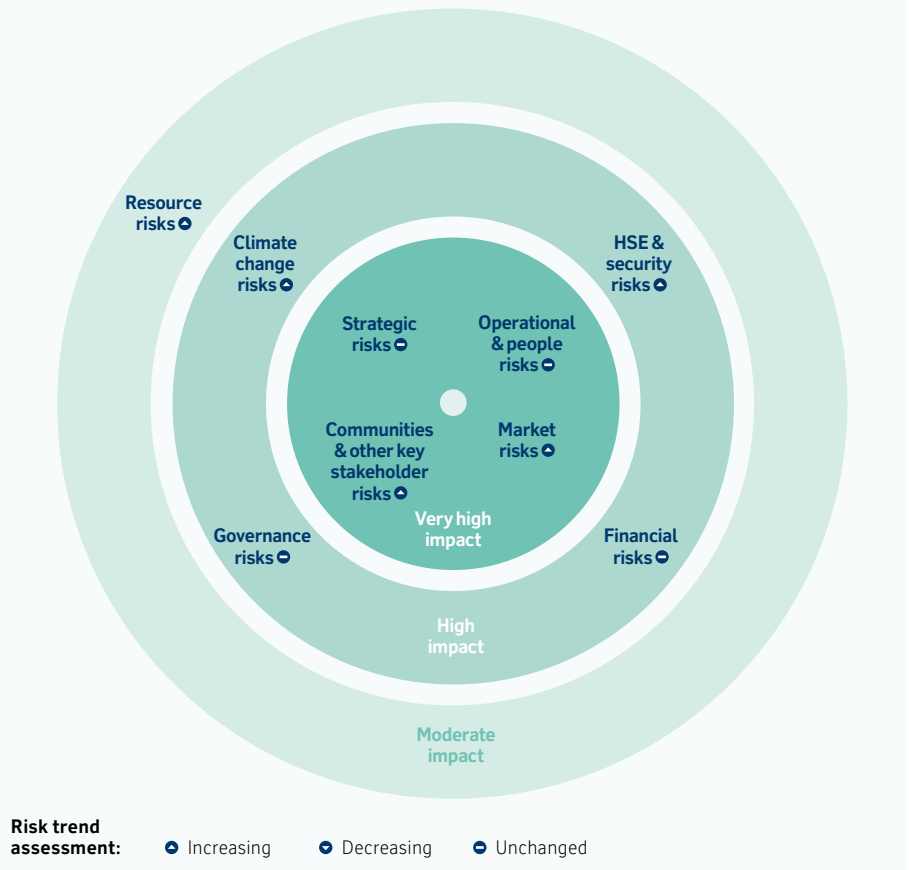 Resource
risks
Climate
change
risks
HSE &
security
risks
Strategic
risks
Operational
& people
risks
Communities
& other key
stakeholder
risks
Market
risks
Very high
impact
Governance
risks
Financial
risks
High
impact
Moderate
impact
Risk trend
assessment:
Increasing
Decreasing
Unchanged